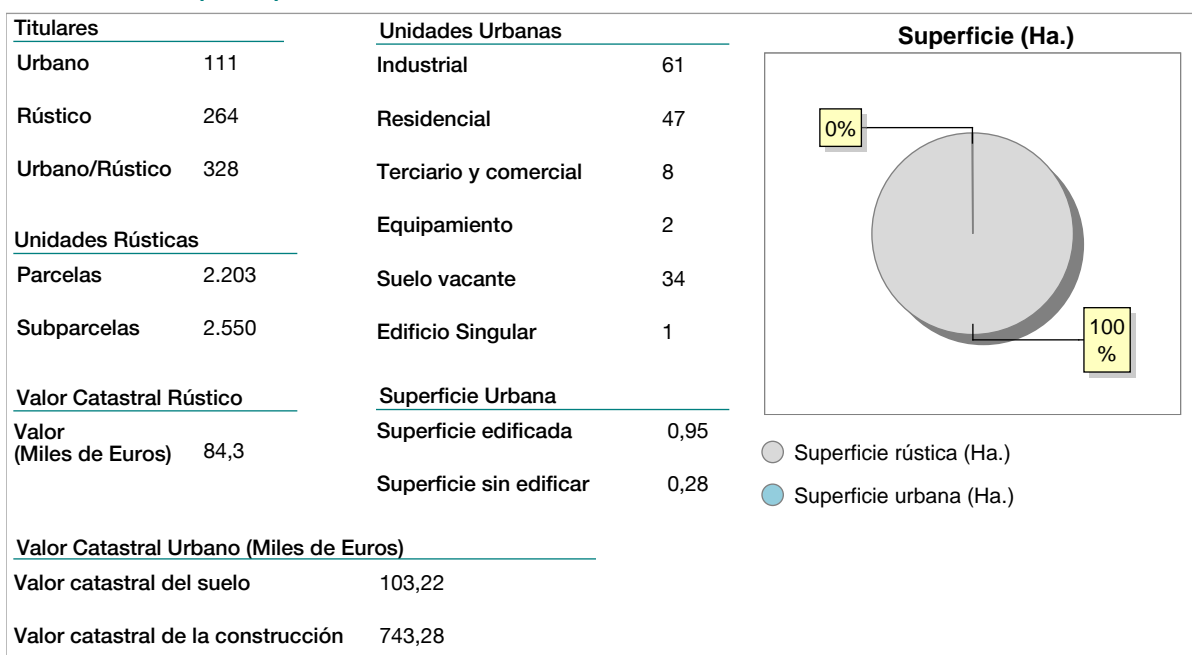 Titulares
Urbano 111
Rústico 264
Urbano/Rústico 328
Unidades Rústicas
Parcelas 2.203
Subparcelas 2.550
Valor Catastral Rústico
Valor
(Miles de Euros) 84,3
Unidades Urbanas
Industrial 61
Residencial 47
Terciario y comercial 8
Equipamiento 2
Suelo vacante 34
Edificio Singular 1
Superficie Urbana
Superficie edificada 0,95
Superficie sin edificar 0,28
Valor Catastral Urbano (Miles de Euros)
Valor catastral del suelo 103,22
Valor catastral de la construcción 743,28
Superficie (Ha.)
0%
100
%
Superficie rústica (Ha.)
Superficie urbana (Ha.)